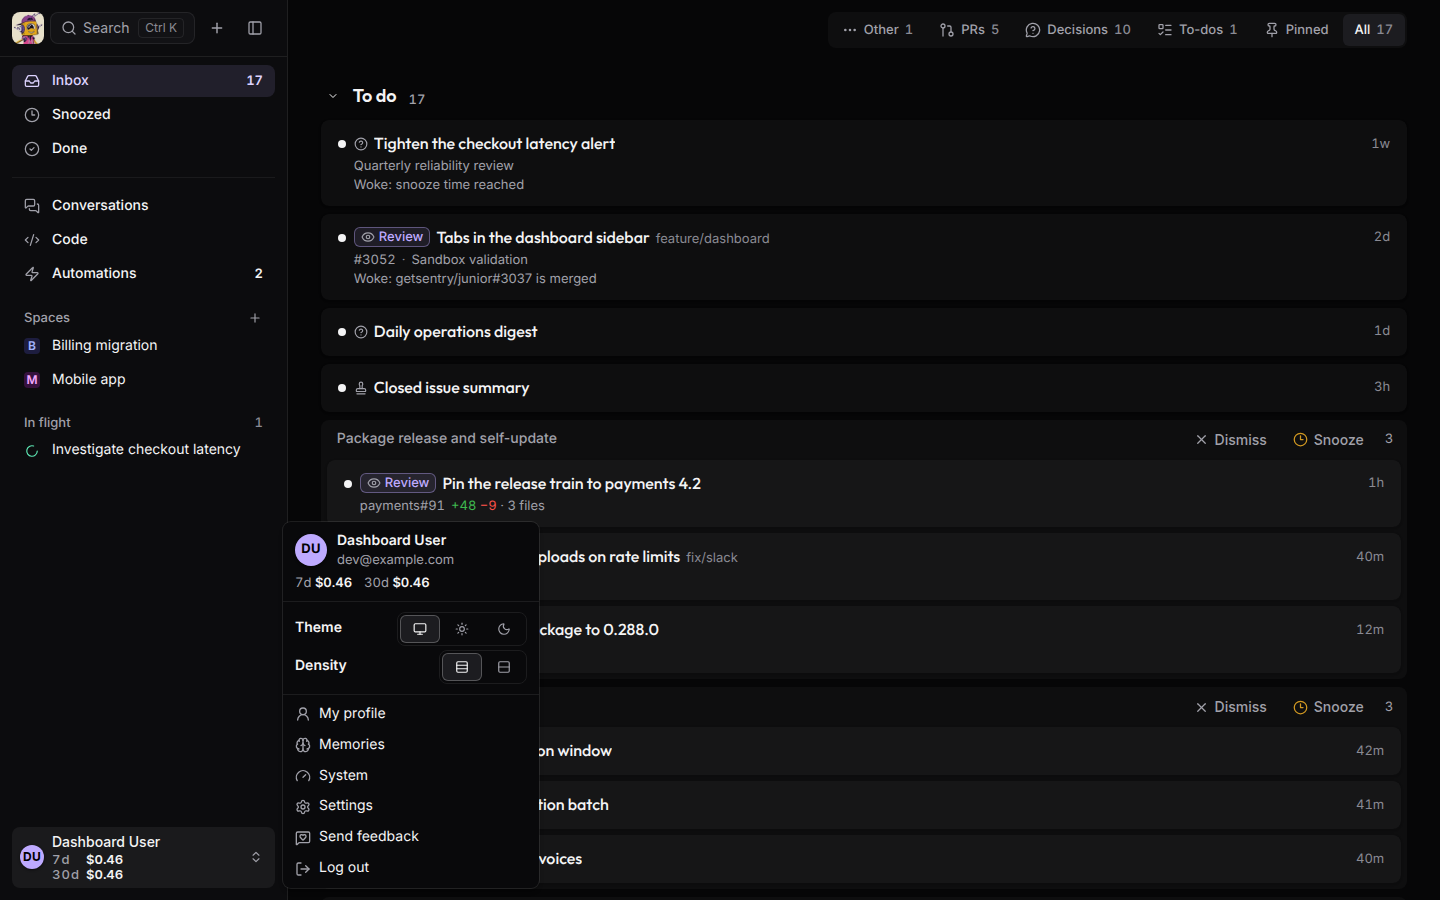 Search Ctrl K
Inbox 17
Snoozed
Done
Conversations
Code
Automations 2
Spaces
B Billing migration
M Mobile app
In flight 1
Investigate checkout latency
DU Dashboard User
7d $0.46
30d $0.46
Other 1 PRs 5 Decisions 10 To-dos 1 Pinned All 17
To do 17
Tighten the checkout latency alert 1w
Quarterly reliability review
Woke: snooze time reached
Review Tabs in the dashboard sidebar feature/dashboard 2d
#3052 · Sandbox validation
Woke: getsentry/junior#3037 is merged
Daily operations digest 1d
Closed issue summary 3h
Package release and self-update Dismiss Snooze 3
Review Pin the release train to payments 4.2 1h
payments#91 +48 −9 · 3 files
ploads on rate limits fix/slack 40m
ckage to 0.288.0 12m
Dismiss Snooze 3
on window 42m
tion batch 41m
voices 40m
DU Dashboard User
dev@example.com
7d $0.46 30d $0.46
Theme
Density
My profile
Memories
System
Settings
Send feedback
Log out